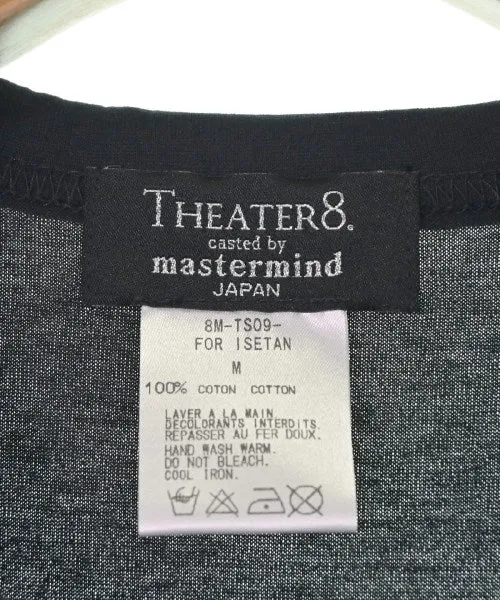 THEATER8.
casted by
mastermind
JAPAN
8M-TS09-
FOR ISETAN
M
100% COTON COTTON
LAVER A LA MAIN
DECOLORANTS INTERDITS.
REPASSER AU FER DOUX.
HAND WASH WARM.
DO NOT BLEACH.
COOL IRON.